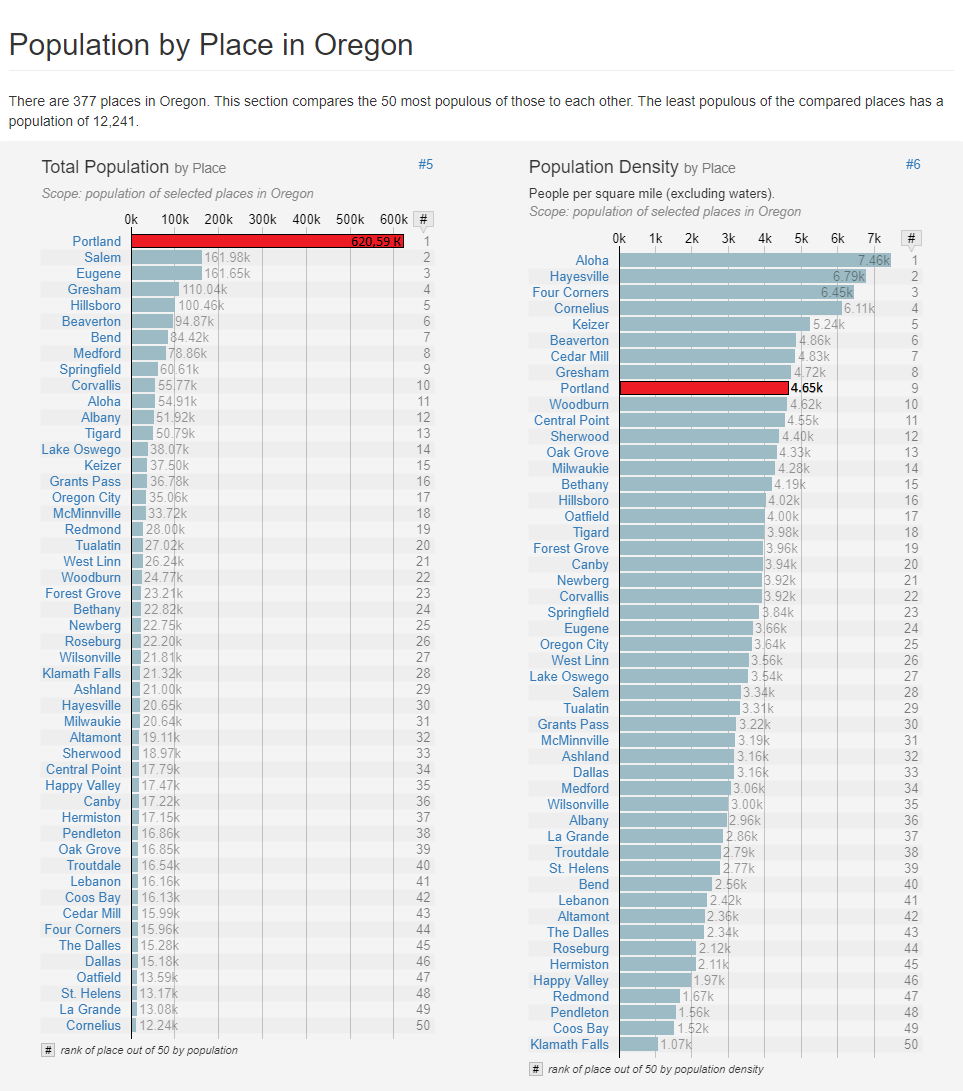 Population by Place in Oregon
There are 377 places in Oregon. This section compares the 50 most populous of those to each other. The least populous of the compared places has a
population of 12,241.
Total Population by Place #5
Scope: population of selected places in Oregon
0k 100k 200k 300k 400k 500k 600k #
Portland 620,59 K 1
Salem 161.98k 2
Eugene 161.65k 3
Gresham 110.04k 4
Hillsboro 100.46k 5
Beaverton 94.87k 6
Bend 84.42k 7
Medford 78.86k 8
Springfield 60.61k 9
Corvallis 55.77k 10
Aloha 54.91k 11
Albany 51.92k 12
Tigard 50.79k 13
Lake Oswego 38.07k 14
Keizer 37.50k 15
Grants Pass 36.78k 16
Oregon City 35.06k 17
McMinnville 33.72k 18
Redmond 28.00k 19
Tualatin 27.02k 20
West Linn 26.24k 21
Woodburn 24.77k 22
Forest Grove 23.21k 23
Bethany 22.82k 24
Newberg 22.75k 25
Roseburg 22.20k 26
Wilsonville 21.81k 27
Klamath Falls 21.32k 28
Ashland 21.00k 29
Hayesville 20.65k 30
Milwaukie 20.64k 31
Altamont 19.11k 32
Sherwood 18.97k 33
Central Point 17.79k 34
Happy Valley 17.47k 35
Canby 17.22k 36
Hermiston 17.15k 37
Pendleton 16.86k 38
Oak Grove 16.85k 39
Troutdale 16.54k 40
Lebanon 16.16k 41
Coos Bay 16.13k 42
Cedar Mill 15.99k 43
Four Corners 15.96k 44
The Dalles 15.28k 45
Dallas 15.18k 46
Oatfield 13.59k 47
St. Helens 13.17k 48
La Grande 13.08k 49
Cornelius 12.24k 50
# rank of place out of 50 by population
Population Density by Place #6
People per square mile (excluding waters).
Scope: population of selected places in Oregon
0k 1k 2k 3k 4k 5k 6k 7k #
Aloha 7.46k 1
Hayesville 6.79k 2
Four Corners 6.45k 3
Cornelius 6.11k 4
Keizer 5.24k 5
Beaverton 4.86k 6
Cedar Mill 4.83k 7
Gresham 4.72k 8
Portland 4.65k 9
Woodburn 4.62k 10
Central Point 4.55k 11
Sherwood 4.40k 12
Oak Grove 4.33k 13
Milwaukie 4.28k 14
Bethany 4.19k 15
Hillsboro 4.02k 16
Oatfield 4.00k 17
Tigard 3.98k 18
Forest Grove 3.96k 19
Canby 3.94k 20
Newberg 3.92k 21
Corvallis 3.92k 22
Springfield 3.84k 23
Eugene 3.66k 24
Oregon City 3.64k 25
West Linn 3.56k 26
Lake Oswego 3.54k 27
Salem 3.34k 28
Tualatin 3.31k 29
Grants Pass 3.22k 30
McMinnville 3.19k 31
Ashland 3.16k 32
Dallas 3.16k 33
Medford 3.06k 34
Wilsonville 3.00k 35
Albany 2.96k 36
La Grande 2.86k 37
Troutdale 2.79k 38
St. Helens 2.77k 39
Bend 2.56k 40
Lebanon 2.42k 41
Altamont 2.36k 42
The Dalles 2.34k 43
Roseburg 2.12k 44
Hermiston 2.11k 45
Happy Valley 1.97k 46
Redmond 1.67k 47
Pendleton 1.56k 48
Coos Bay 1.52k 49
Klamath Falls 1.07k 50
# rank of place out of 50 by population density